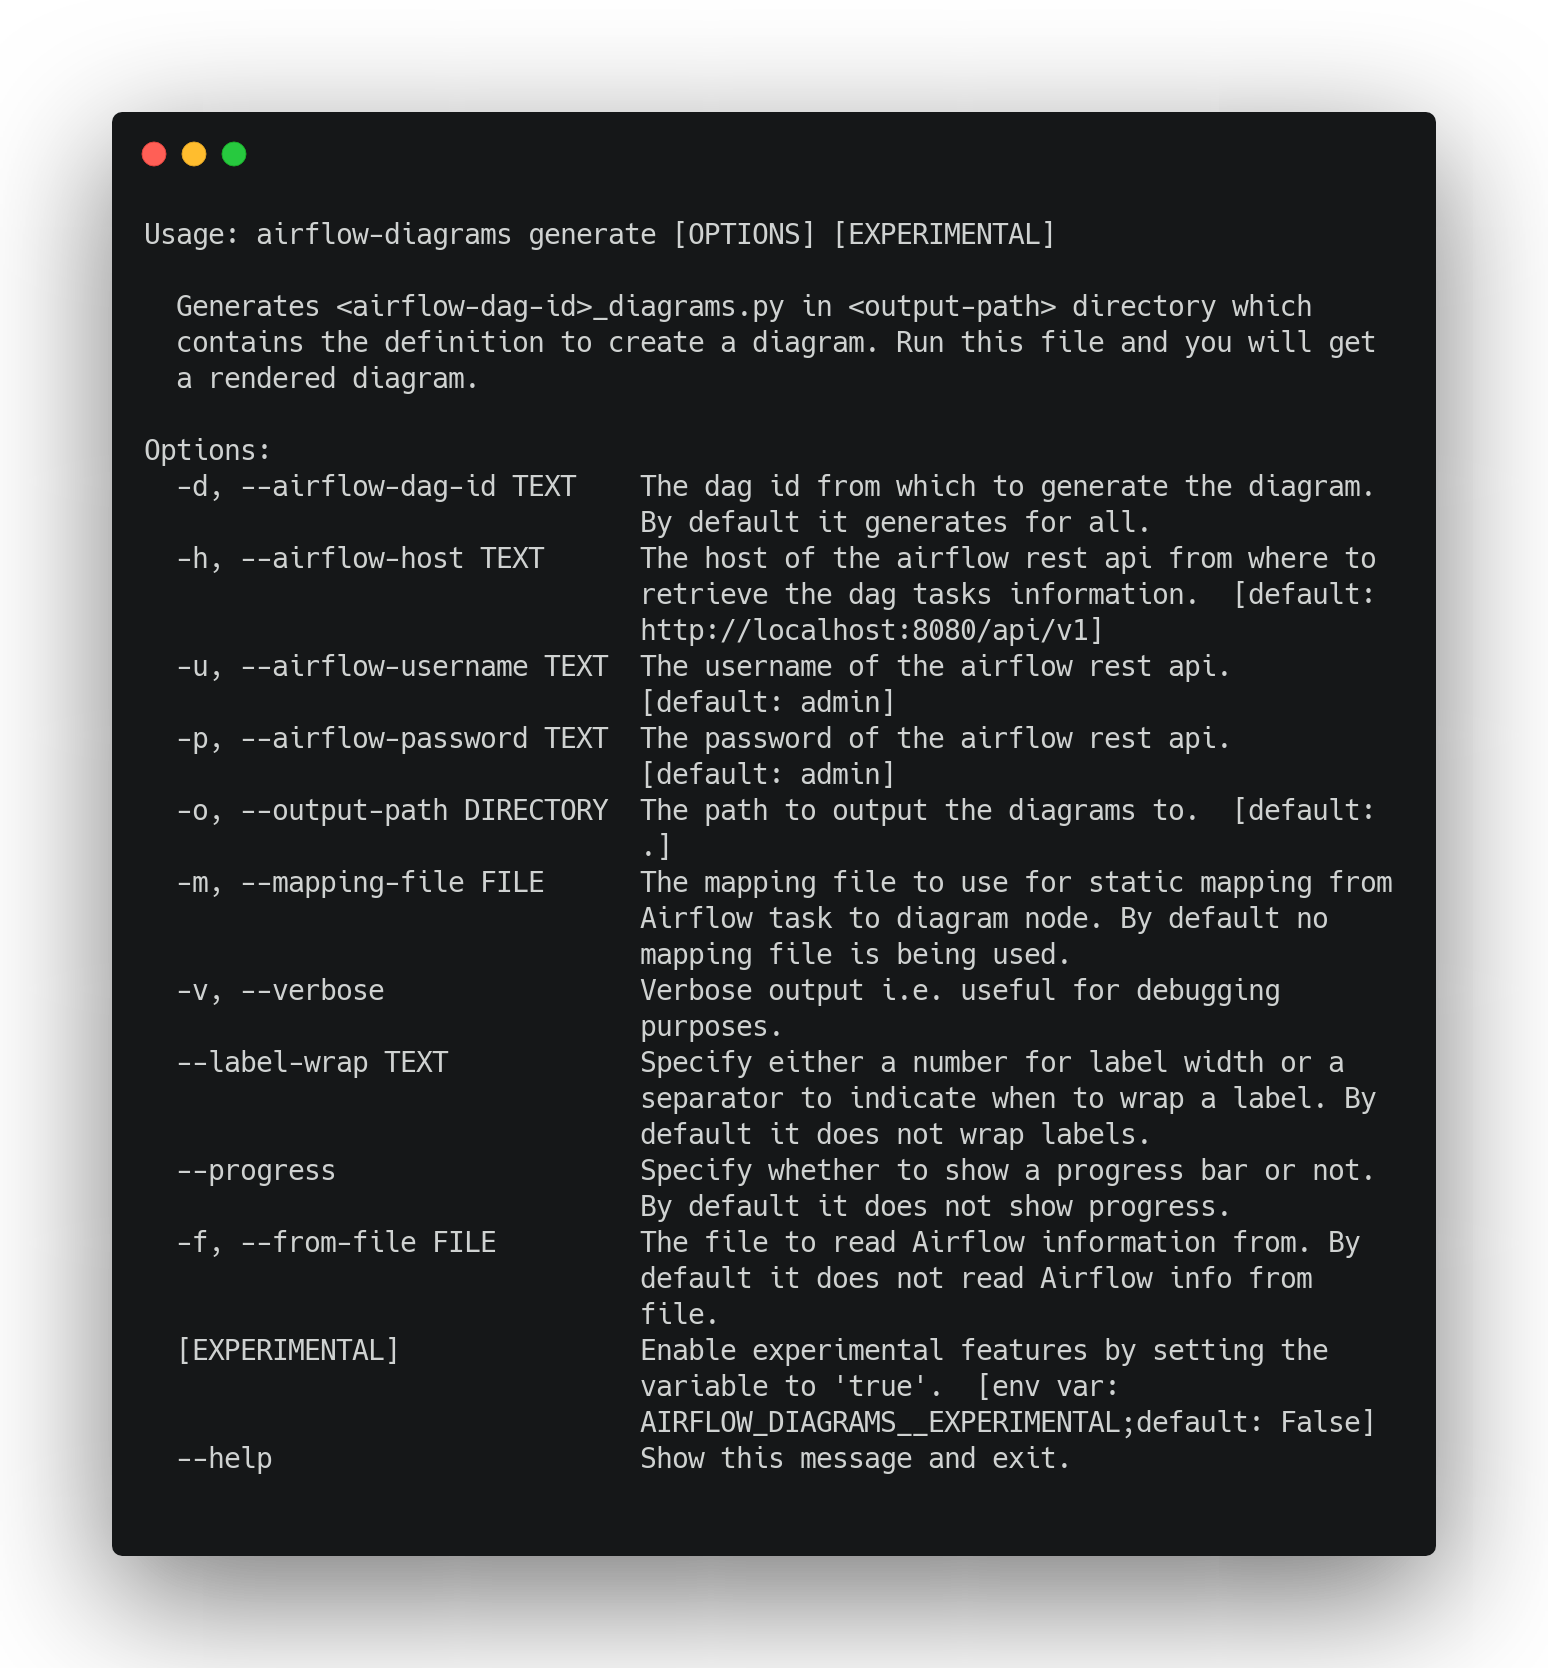 Usage: airflow-diagrams generate [OPTIONS] [EXPERIMENTAL]
Generates <airflow-dag-id>_diagrams.py in <output-path> directory which
contains the definition to create a diagram. Run this file and you will get
a rendered diagram.
Options:
-d, --airflow-dag-id TEXT    The dag id from which to generate the diagram.
By default it generates for all.
-h, --airflow-host TEXT      The host of the airflow rest api from where to
retrieve the dag tasks information.  [default:
http://localhost:8080/api/v1]
-u, --airflow-username TEXT  The username of the airflow rest api.
[default: admin]
-p, --airflow-password TEXT  The password of the airflow rest api.
[default: admin]
-o, --output-path DIRECTORY  The path to output the diagrams to.  [default:
.]
-m, --mapping-file FILE      The mapping file to use for static mapping from
Airflow task to diagram node. By default no
mapping file is being used.
-v, --verbose                Verbose output i.e. useful for debugging
purposes.
--label-wrap TEXT            Specify either a number for label width or a
separator to indicate when to wrap a label. By
default it does not wrap labels.
--progress                   Specify whether to show a progress bar or not.
By default it does not show progress.
-f, --from-file FILE         The file to read Airflow information from. By
default it does not read Airflow info from
file.
[EXPERIMENTAL]               Enable experimental features by setting the
variable to 'true'.  [env var:
AIRFLOW_DIAGRAMS__EXPERIMENTAL;default: False]
--help                       Show this message and exit.